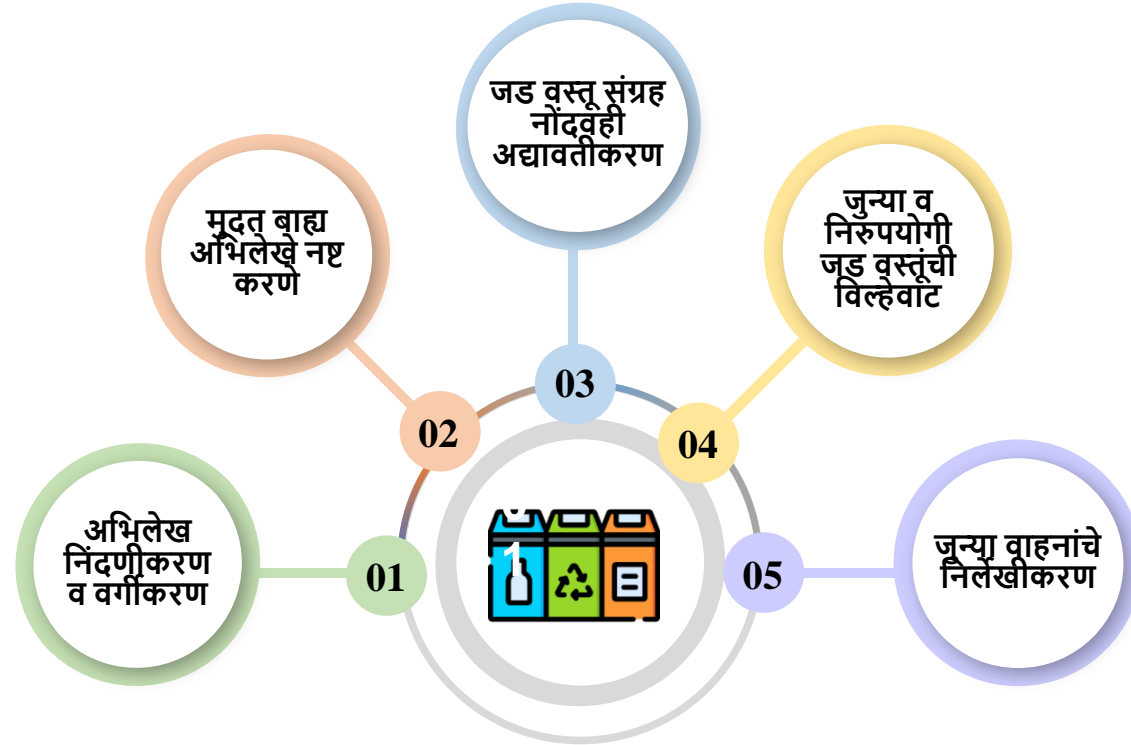 जड वस्तू संग्रह
नोंदवही
अद्यावतीकरण
मुदत बाह्य
अभिलेखे नष्ट
करणे
जुन्या व
निरुपयोगी
जड वस्तूंची
विल्हेवाट
03
02
04
अभिलेख
निंदणीकरण
व वर्गीकरण
01
1
05
जुन्या वाहनांचे
निर्लेखीकरण